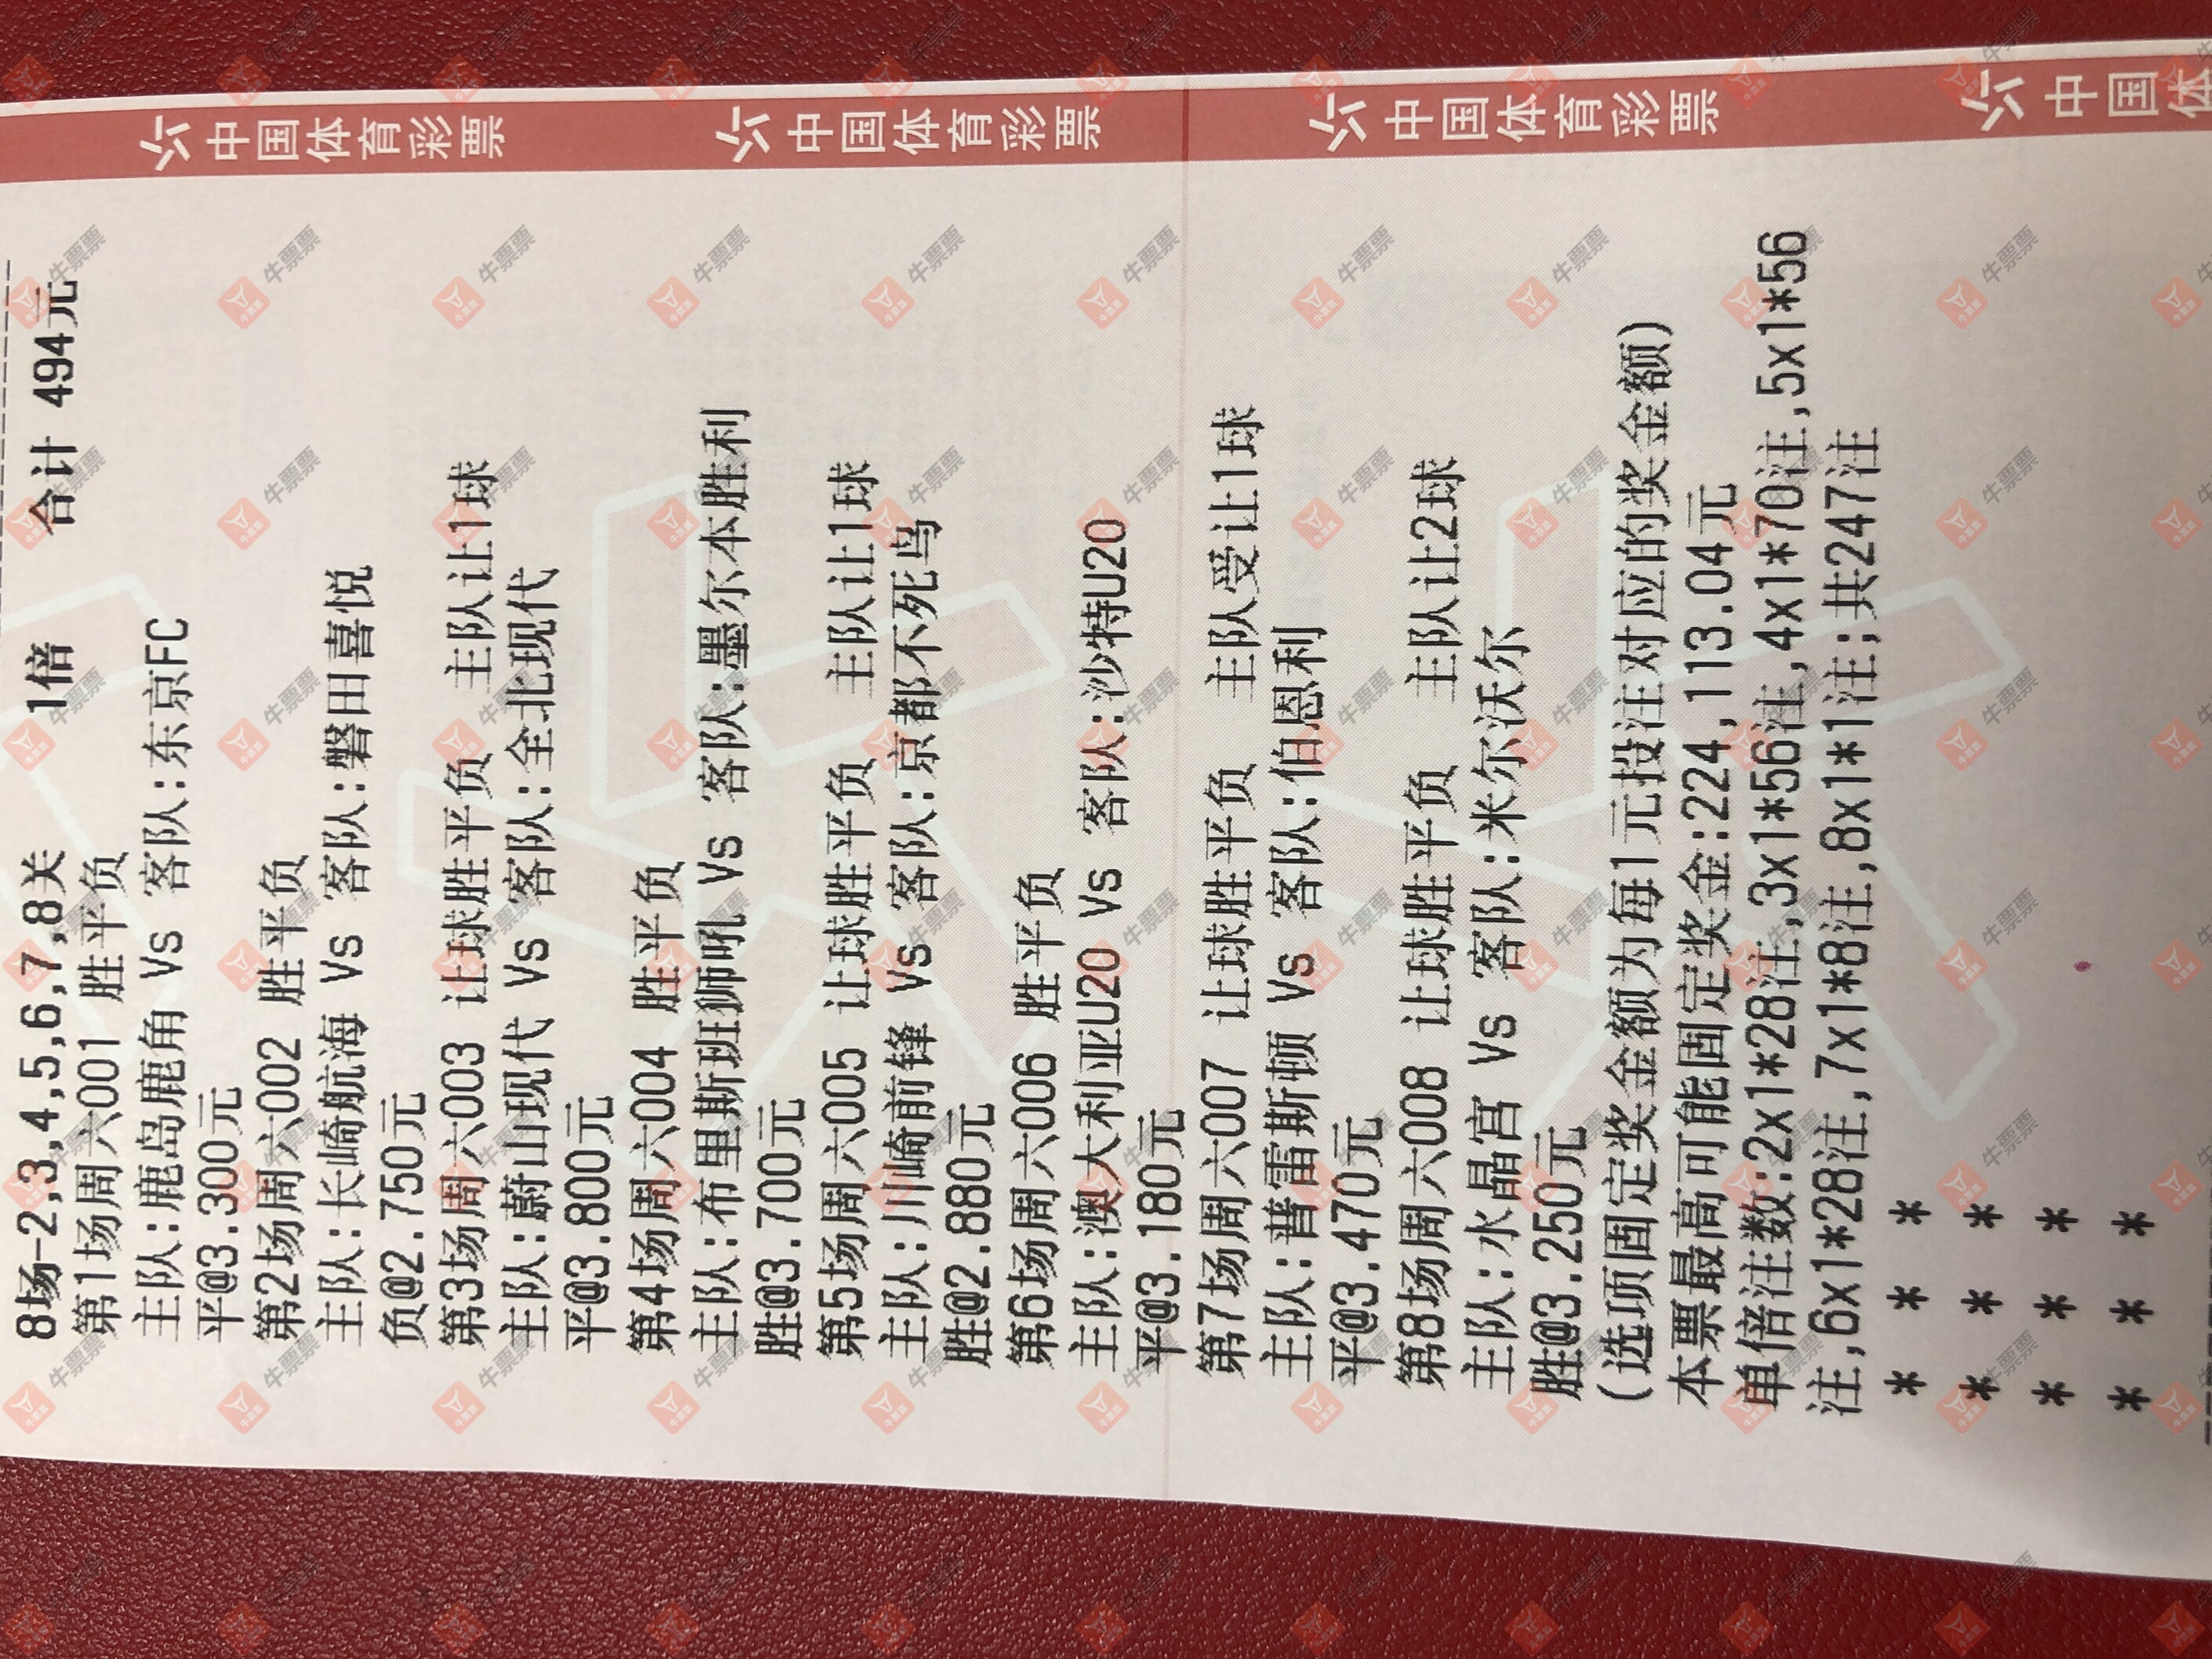 中国体育彩票
中国体育彩票
中国体育彩票
中国体
8场-2,3,4,5,6,7,8关 1倍 合计 494元
第1场周六001 胜平负
主队:鹿岛鹿角 Vs 客队:东京FC
平@3.300元
第2场周六002 胜平负
主队:长崎航海 Vs 客队:磐田喜悦
负@2.750元
第3场周六003 让球胜平负 主队让1球
主队:蔚山现代 Vs 客队:全北现代
平@3.800元
第4场周六004 胜平负
主队:布里斯班狮吼 Vs 客队:墨尔本胜利
胜@3.700元
第5场周六005 让球胜平负 主队让1球
主队:川崎前锋 Vs 客队:京都不死鸟
胜@2.880元
第6场周六006 胜平负
主队:澳大利亚U20 Vs 客队:沙特U20
平@3.180元
第7场周六007 让球胜平负 主队受让1球
主队:普雷斯顿 Vs 客队:伯恩利
平@3.470元
第8场周六008 让球胜平负 主队让2球
主队:水晶宫 Vs 客队:米尔沃尔
胜@3.250元
(选项固定奖金额为每1元投注对应的奖金额)
本票最高可能固定奖金:224,113.04元
单倍注数:2x1*28注,3x1*56注,4x1*70注,5x1*56
注,6x1*28注,7x1*8注,8x1*1注;共247注
* * *
* * *
* * *
* * *
牛票票